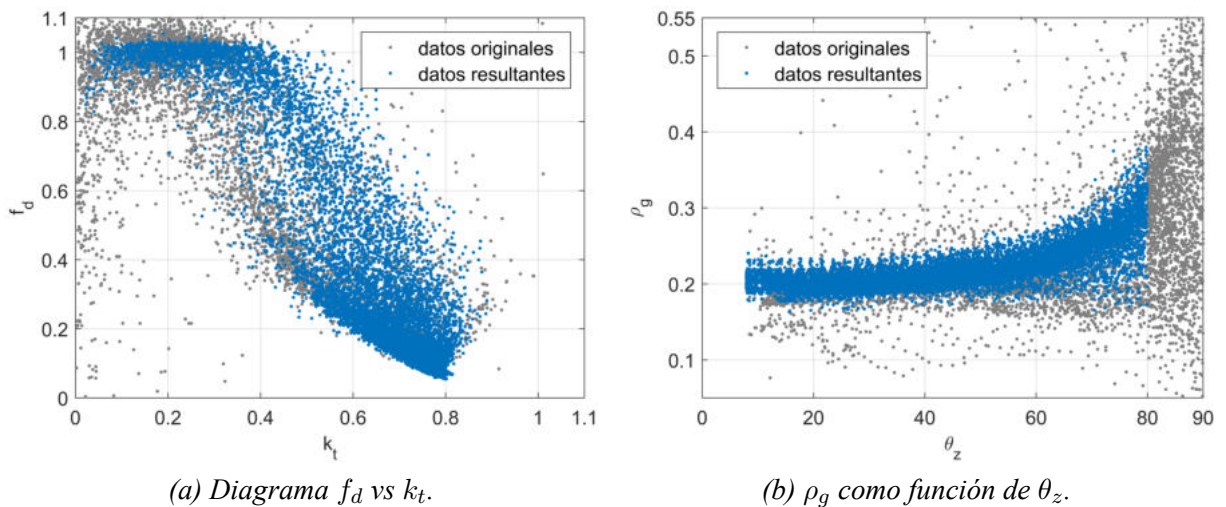 1.1
1
0.8
0.6
0.4
0.2
0
0 0.2 0.4 0.6 0.8 1 1.1
f_d
k_t
datos originales
datos resultantes
(a) Diagrama f_d vs k_t.
0.55
0.5
0.4
0.3
0.2
0.1
0 20 40 60 80 90
ρ_g
θ_z
datos originales
datos resultantes
(b) ρ_g como función de θ_z.